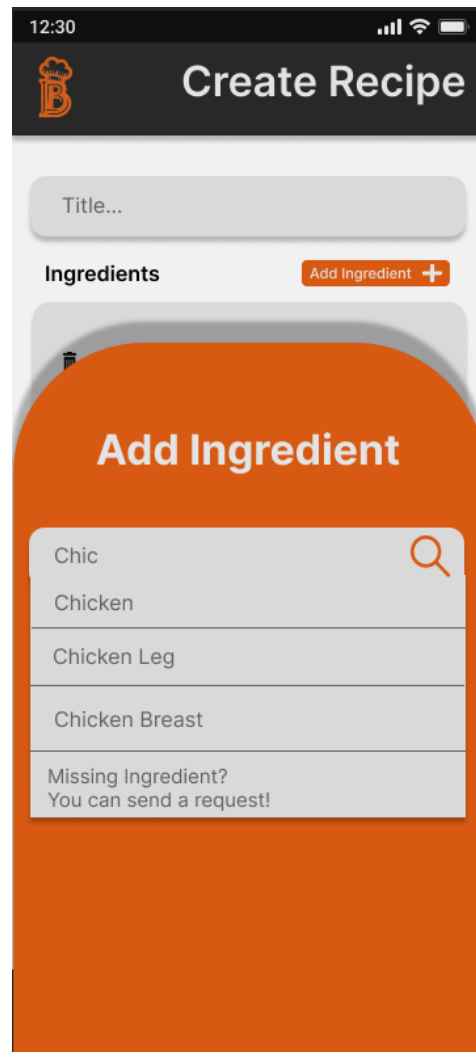 12:30
B
Create Recipe
Title...
Ingredients
Add Ingredient
Add Ingredient
Chic
Chicken
Chicken Leg
Chicken Breast
Missing Ingredient?
You can send a request!